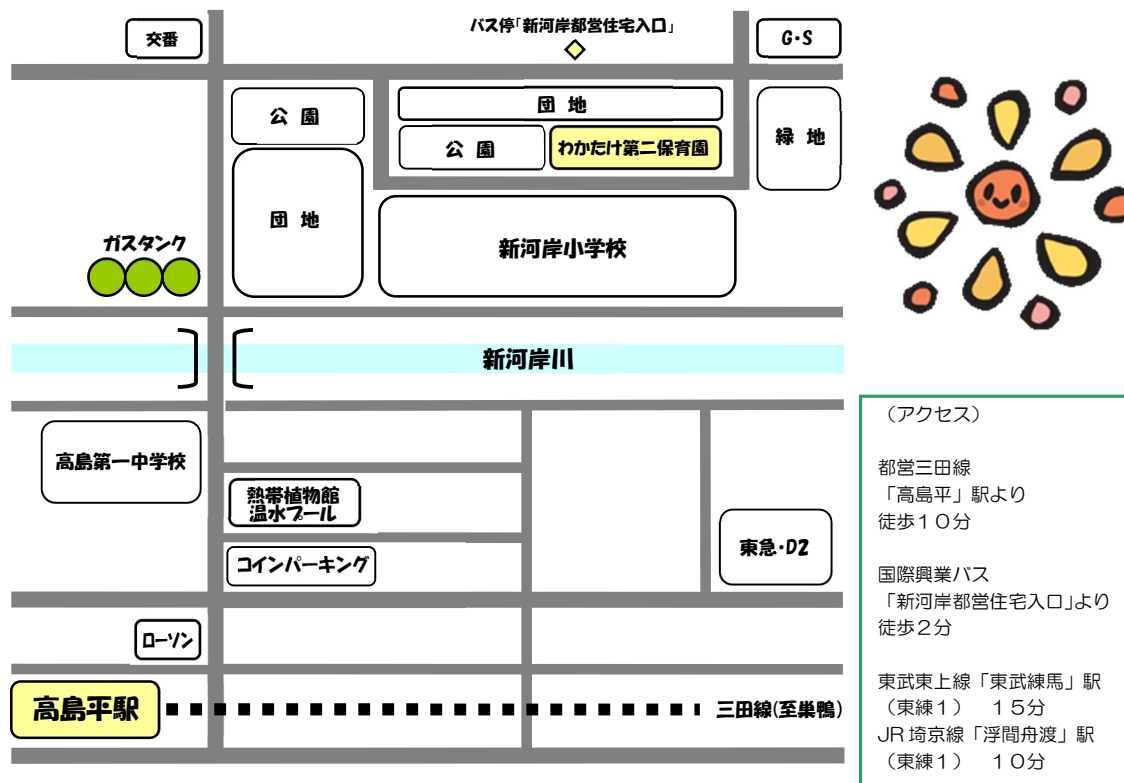 バス停「新河岸都営住宅入口」
交番
G・S
公 園
団 地
公 園
わかたけ第二保育園
緑 地
団 地
新河岸小学校
ガスタンク
新河岸川
高島第一中学校
熱帯植物館
温水プール
コインパーキング
東急・D2
ローソン
高島平駅
三田線(至巣鴨)
(アクセス)
都営三田線
「高島平」駅より
徒歩10分
国際興業バス
「新河岸都営住宅入口」より
徒歩2分
東武東上線「東武練馬」駅
(東練1) 15分
JR埼京線「浮間舟渡」駅
(東練1) 10分